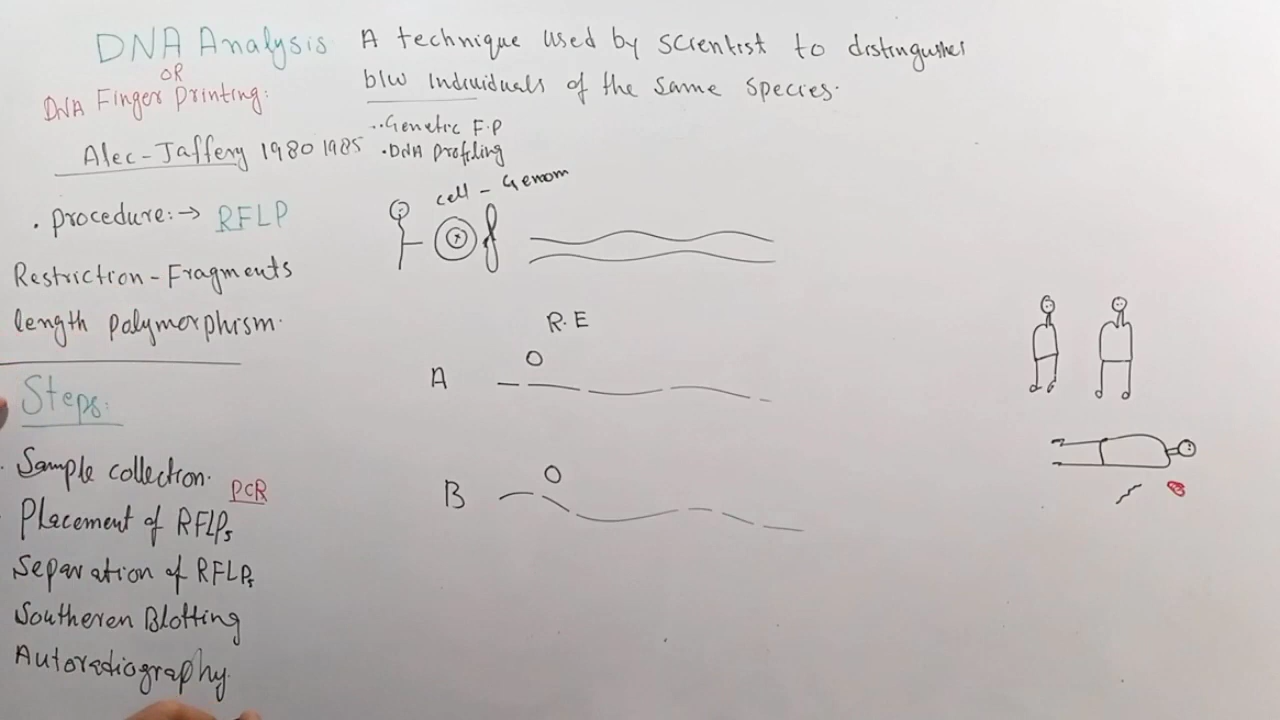 DNA Analysis
OR
DNA Finger Printing:
A technique used by scientist to distinguishes
b/w Individuals of the same species.
Alec-Jaffery 1980 1985
..Genetic F.P
.DNA Profiling
. procedure:→ RFLP
Restriction-Fragments
length polymorphism.
cell - Genom
R.E
A
B
Steps:
Sample collection.
PCR
Placement of RFLPs
Separation of RFLPs
Southeren Blotting
Autoradiography.